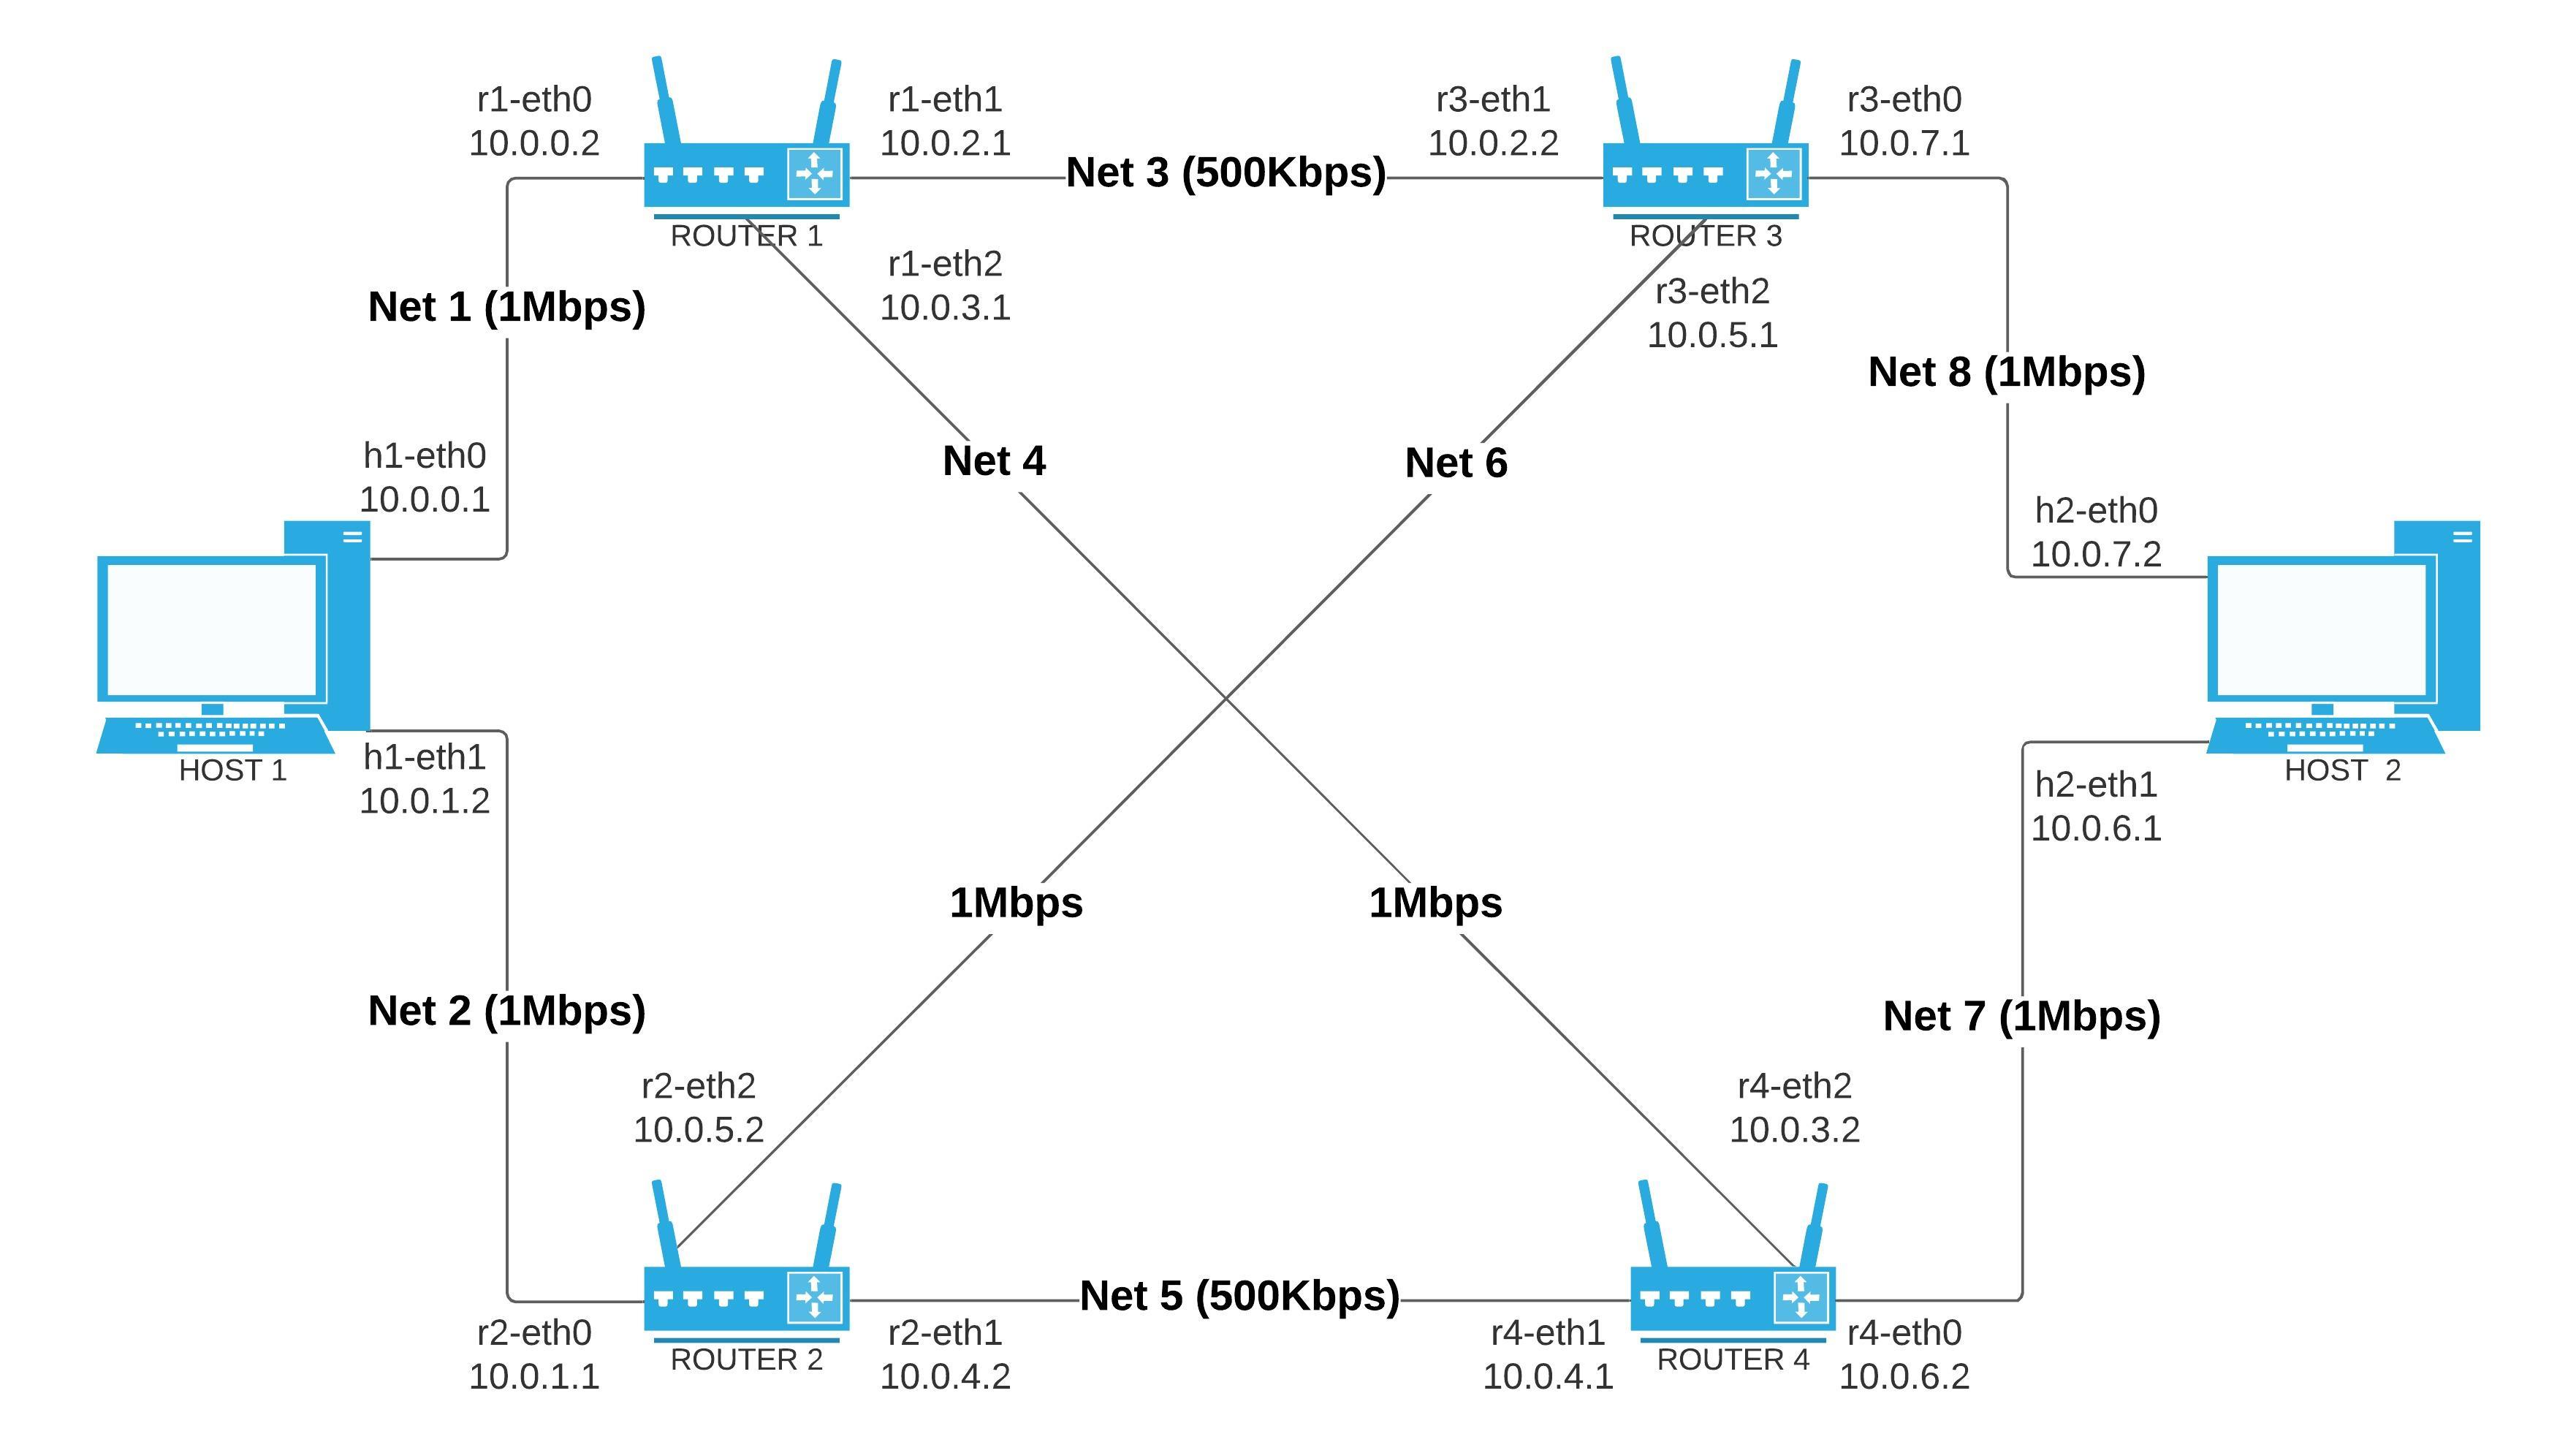 r1-eth0
10.0.0.2
r1-eth1
10.0.2.1
r3-eth1
10.0.2.2
r3-eth0
10.0.7.1
Net 3 (500Kbps)
ROUTER 1
ROUTER 3
r1-eth2
10.0.3.1
r3-eth2
10.0.5.1
Net 1 (1Mbps)
Net 8 (1Mbps)
h1-eth0
10.0.0.1
Net 4
Net 6
h2-eth0
10.0.7.2
HOST 1
h1-eth1
10.0.1.2
HOST  2
h2-eth1
10.0.6.1
1Mbps
1Mbps
Net 2 (1Mbps)
Net 7 (1Mbps)
r2-eth2
10.0.5.2
r4-eth2
10.0.3.2
Net 5 (500Kbps)
r2-eth0
10.0.1.1
ROUTER 2
r2-eth1
10.0.4.2
r4-eth1
10.0.4.1
ROUTER 4
r4-eth0
10.0.6.2